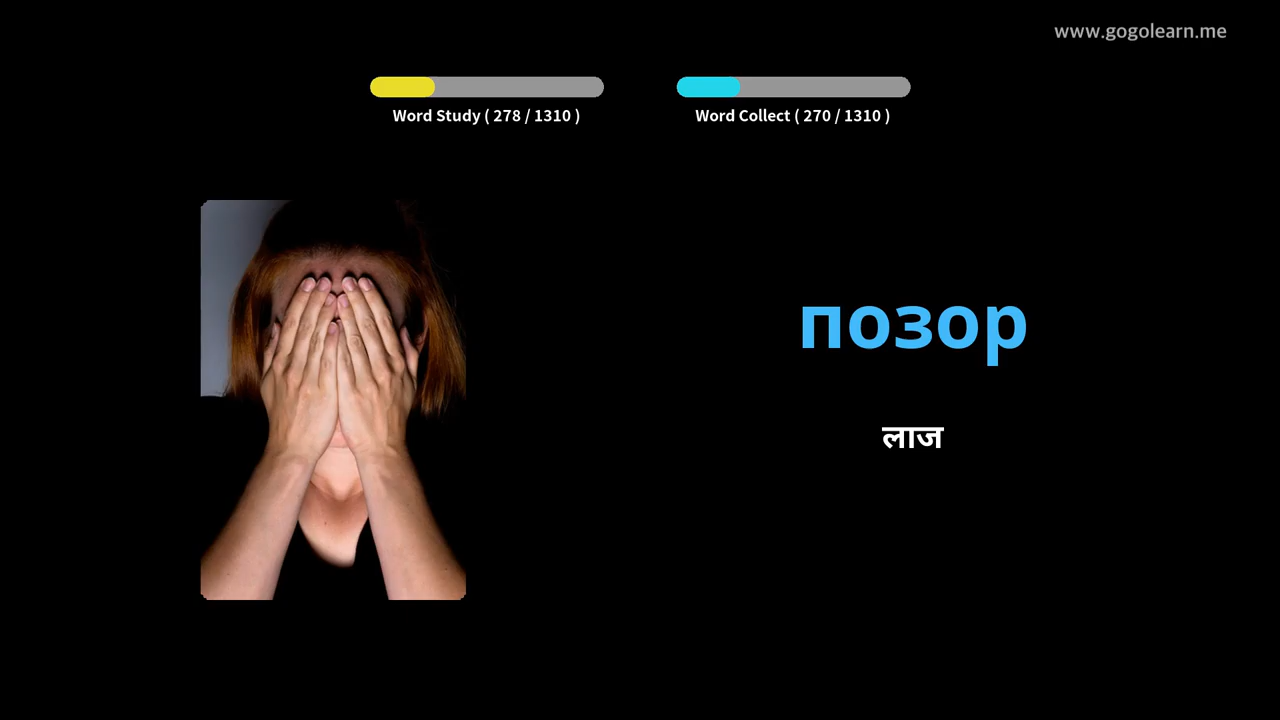 www.gogolearn.me
Word Study ( 278 / 1310 )
Word Collect ( 270 / 1310 )
позор
लाज